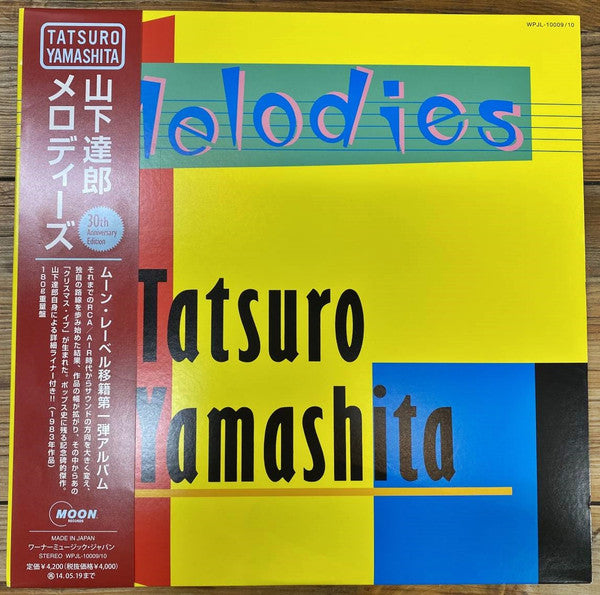 TATSURO
YAMASHITA
山下達郎
メロディーズ
30th
Anniversary
Edition
ムーン・レーベル移籍第一弾アルバム
それまでのRCA/AIR時代からサウンドの方向を大きく変え、
独自の路線を歩み始めた結果、作品の幅が拡がり、その中からあの
「クリスマス・イブ」が生まれた。ポップス史に残る記念碑的傑作。
山下達郎自身による詳細ライナー付き!!(1983年作品)
180g重量盤
MOON
RECORDS
MADE IN JAPAN
ワーナーミュージック・ジャパン
STEREO WPJL-10009/10
定価¥4,200(税抜価格¥4,000)
再14.05.19まで
WPJL-10009/10
Melodies
Tatsuro
Yamashita